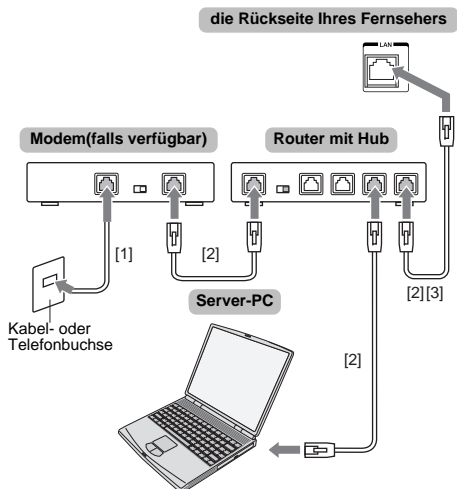 die Rückseite Ihres Fernsehers
LAN
Modem(falls verfügbar)
Router mit Hub
[1]
[2]
[2][3]
Server-PC
Kabel- oder
Telefonbuchse
[2]